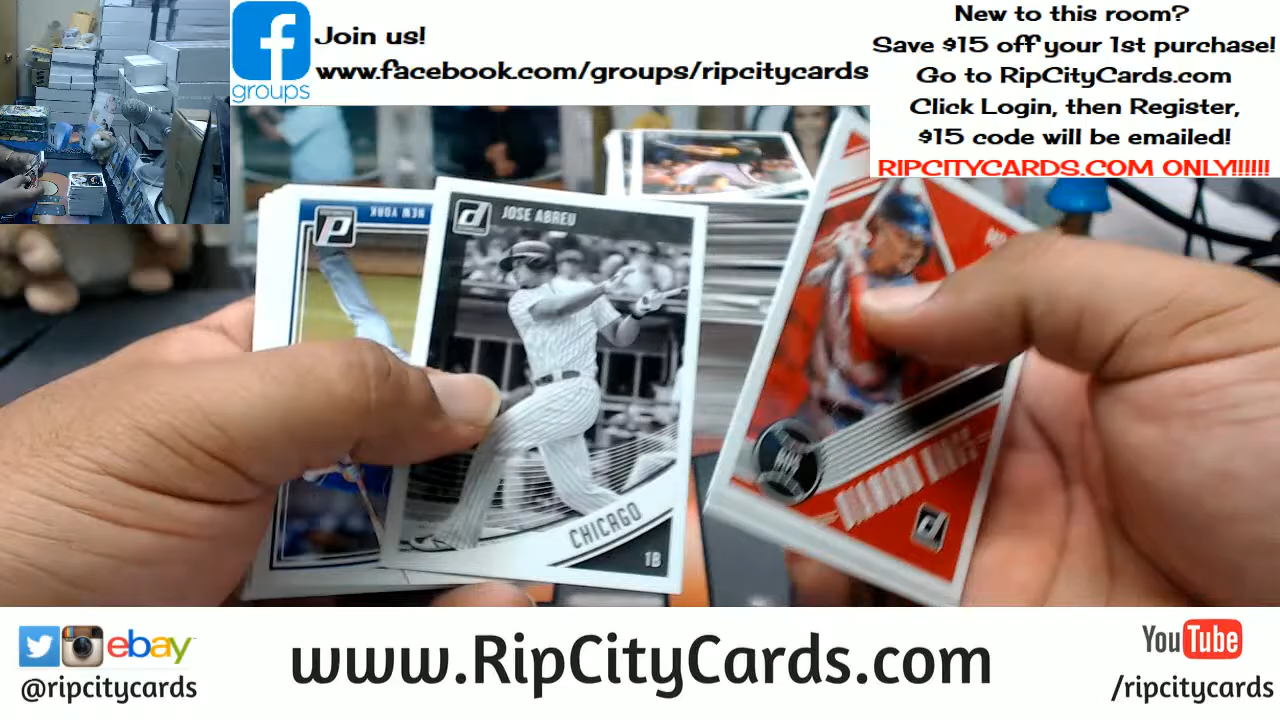 f
groups
Join us!
www.facebook.com/groups/ripcitycards
New to this room?
Save $15 off your 1st purchase!
Go to RipCityCards.com
Click Login, then Register,
$15 code will be emailed!
RIPCITYCARDS.COM ONLY!!!!!
P
NEW YORK
d
JOSE ABREU
CHICAGO
1B
DIAMOND KINGS
d
ebay
@ripcitycards
www.RipCityCards.com
YouTube
/ripcitycards